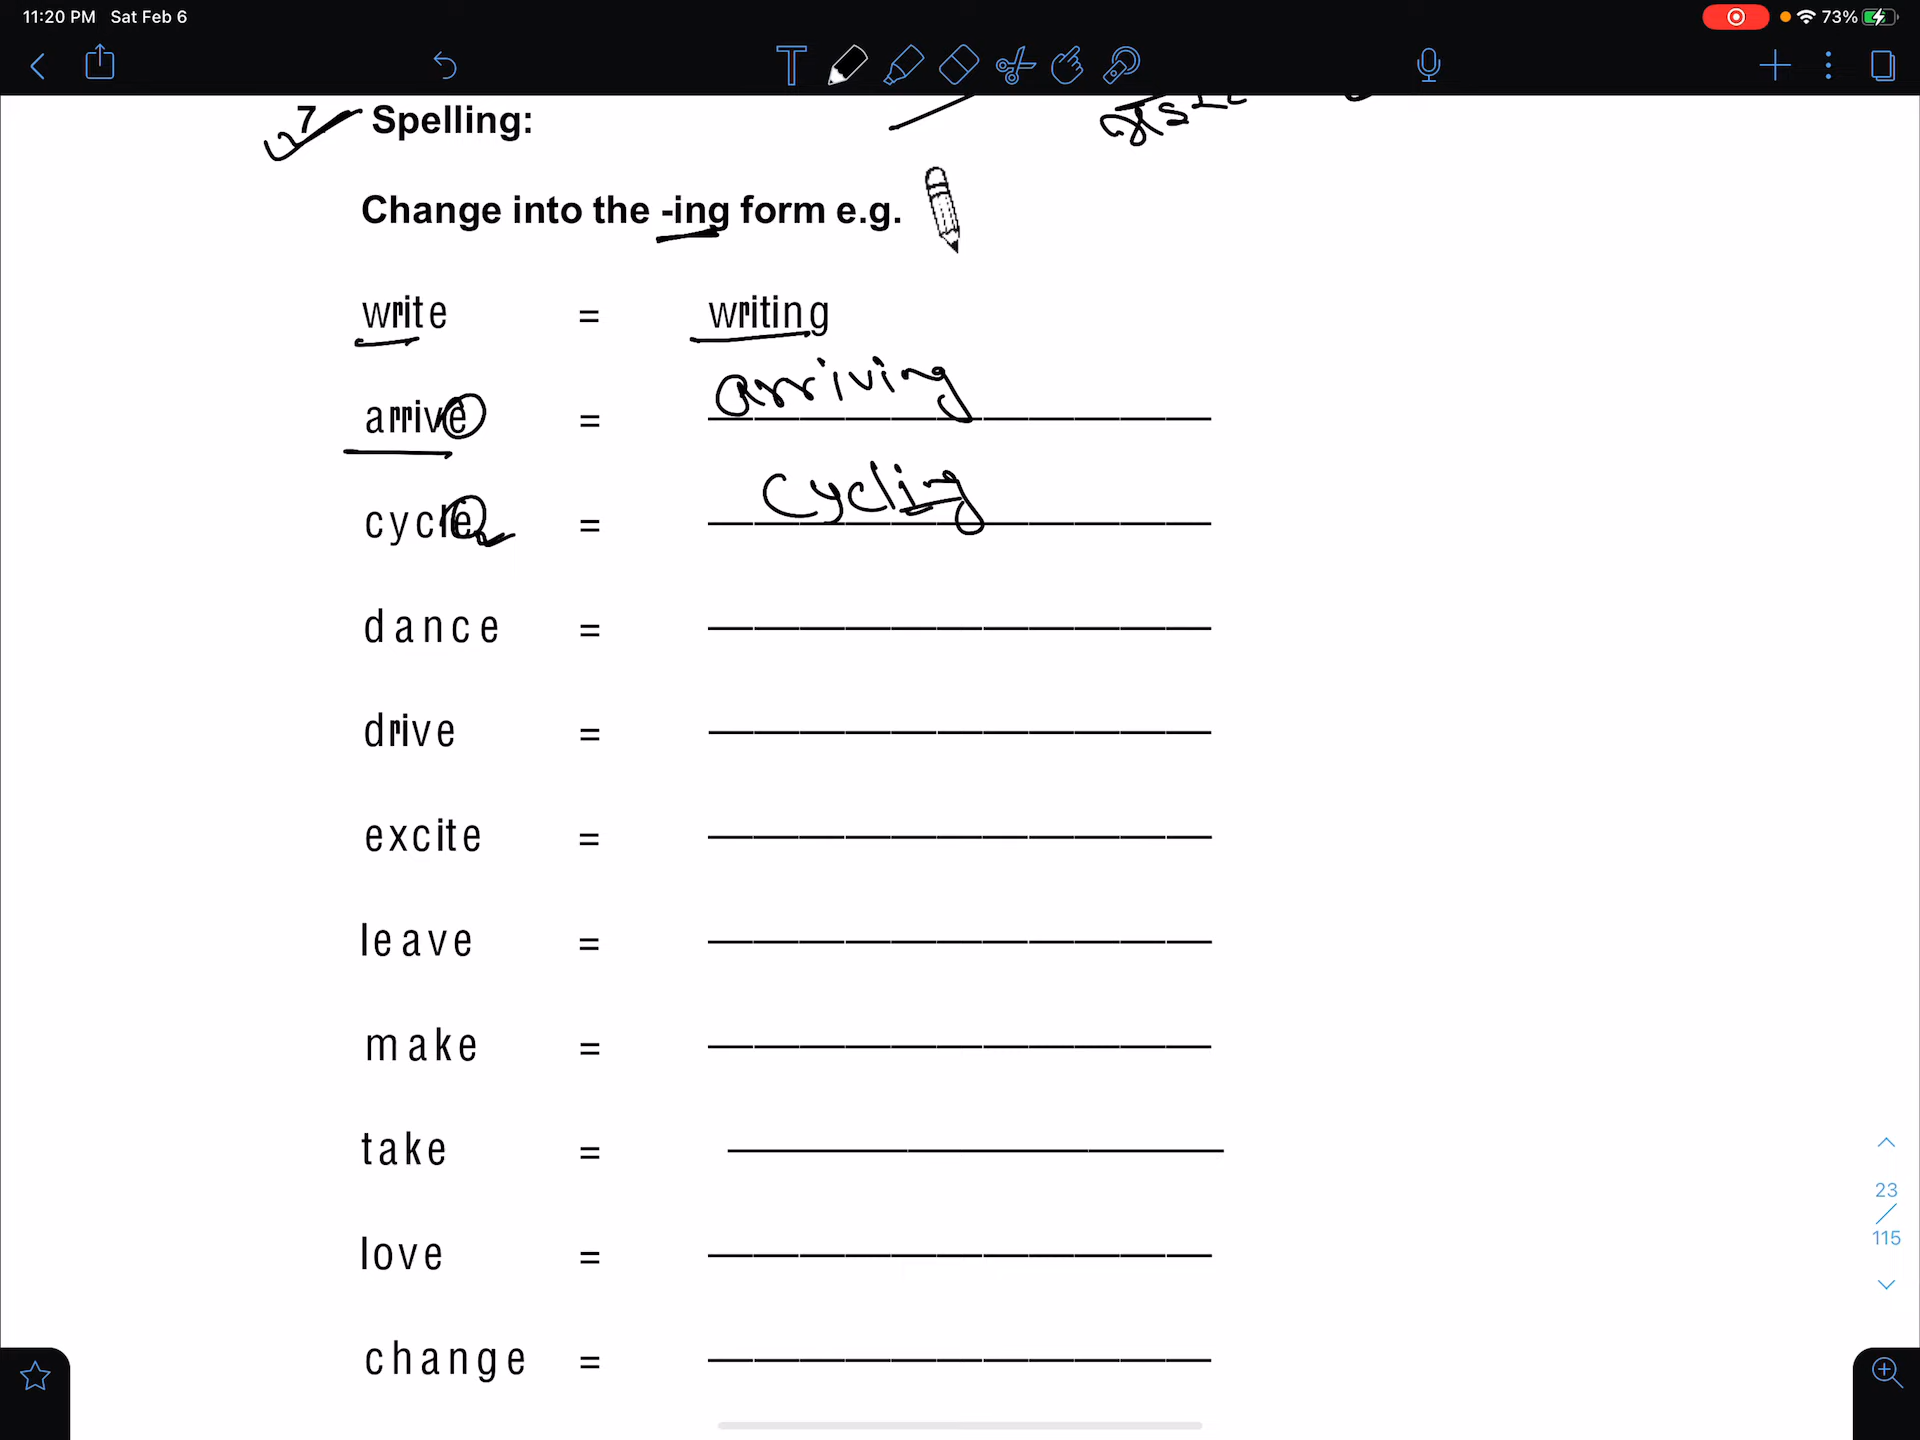 11:20 PM Sat Feb 6
73%
7 Spelling:
Change into the -ing form e.g.
write = writing
arrive = arriving
cycle = cycling
dance =
drive =
excite =
leave =
make =
take =
love =
change =
23
/
115